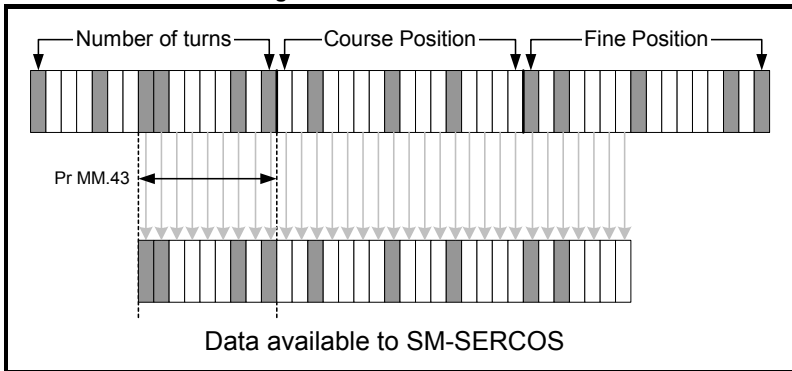 Number of turns Course Position Fine Position
Pr MM.43
Data available to SM-SERCOS